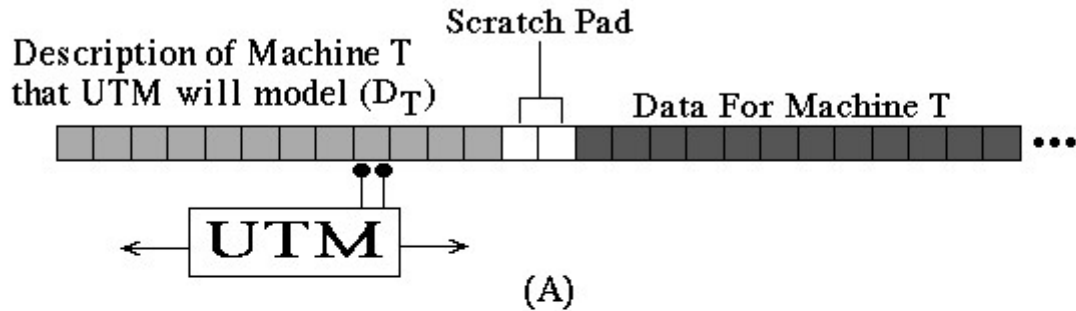 Scratch Pad
Description of Machine T
that UTM will model (DT)
Data For Machine T
•••
UTM
(A)